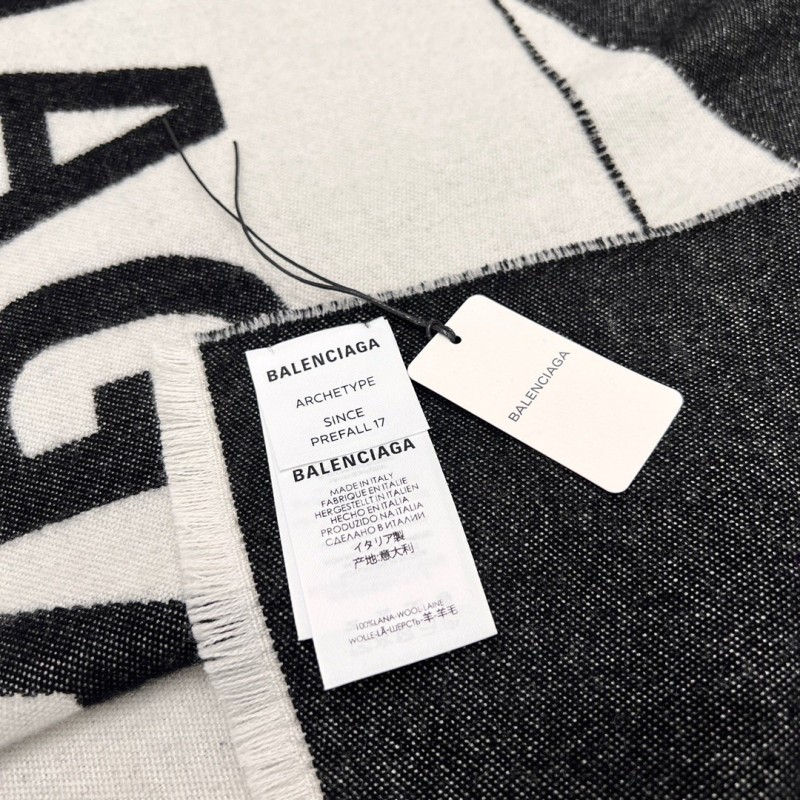 AGA
BALENCIAGA
ARCHETYPE
SINCE
PREFALL 17
BALENCIAGA
MADE IN ITALY
FABRIQUE EN ITALIE
HERGESTELLT IN ITALIEN
HECHO EN ITALIA
PRODUZIDO NA ITALIA
СДЕЛАНО В ИТАЛИИ
イタリア製
产地:意大利
100%LANA-WOOL-LAINE
WOLLE-LÃ-ШЕРСТЬ-羊-羊毛
BALENCIAGA